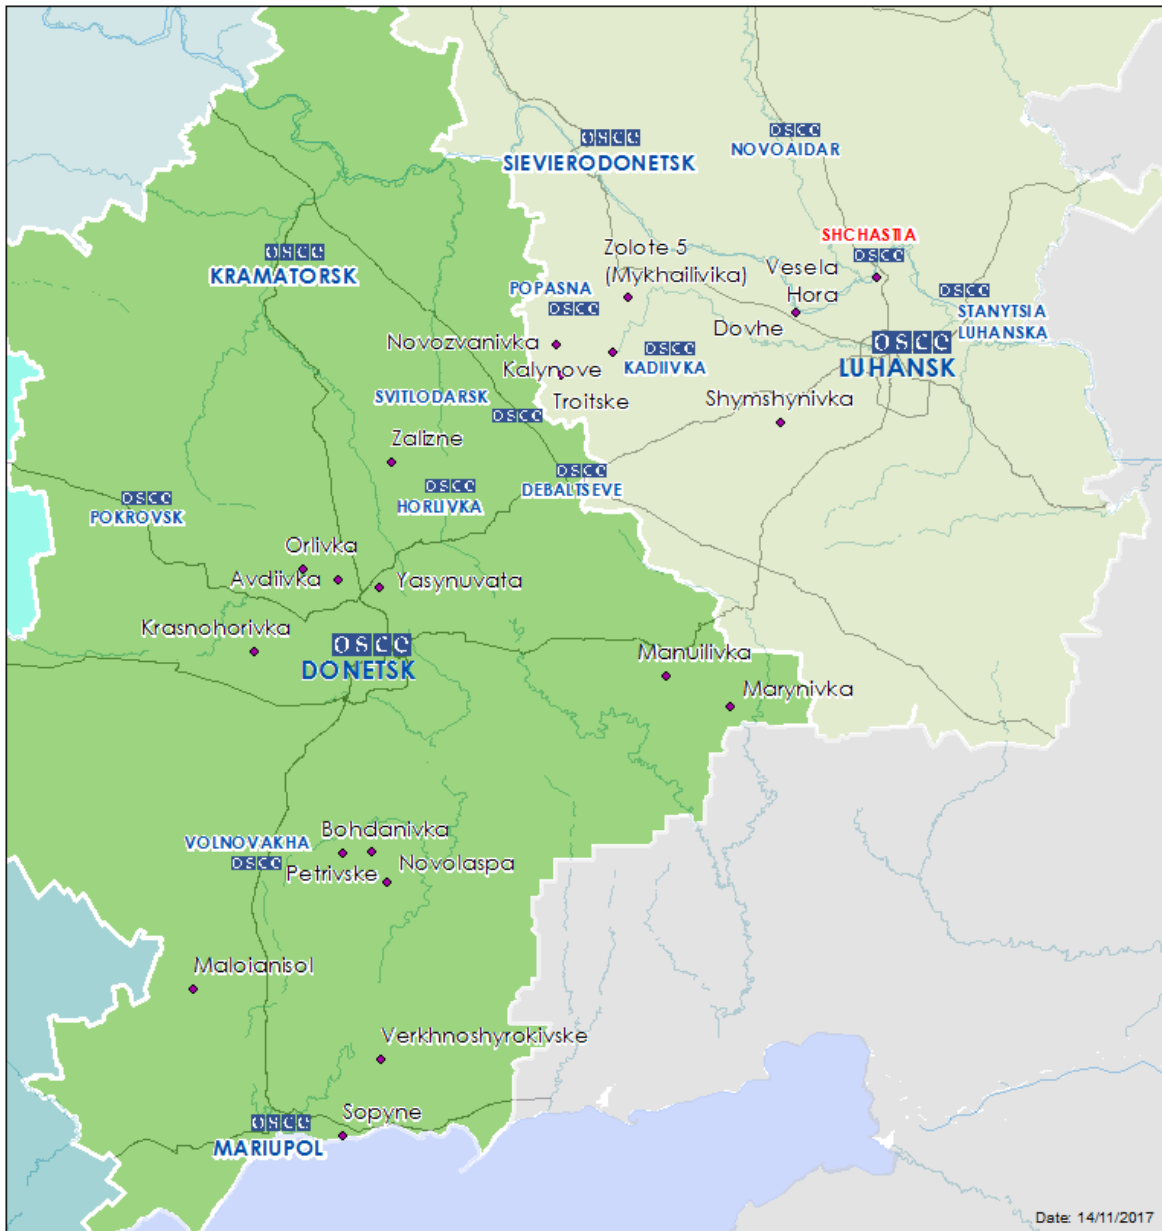 OSCE
SIEVIERODONETSK
OSCE
NOVOAIDAR
OSCE
KRAMATORSK
SHCHASTIA
OSCE
Zolote 5
(Mykhailivika)
Vesela
Hora
POPASNA
OSCE
OSCE
STANYTSIA
LUHANSKA
Dovhe
Novozvanivka
OSCE
KADIIVKA
OSCE
LUHANSK
Kalynove
SVITLODARSK
OSCE
Troitske
Shymshynivka
Zalizne
OSCE
DEBALTSEVE
OSCE
HORLIVKA
OSCE
POKROVSK
Orlivka
Avdiivka
Yasynuvata
Krasnohorivka
OSCE
DONETSK
Manuilivka
Marynivka
Bohdanivka
VOLNOVAKHA
OSCE
Petrivske
Novolaspa
Maloianisol
Verkhnoshyrokivske
Sopyne
OSCE
MARIUPOL
Date: 14/11/2017